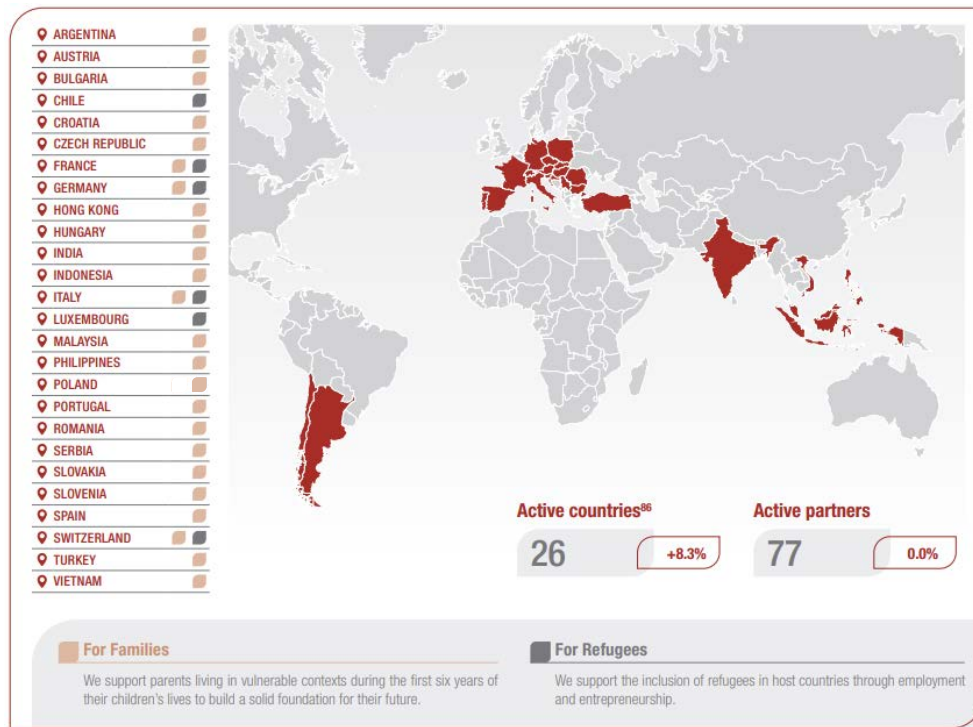 ARGENTINA
AUSTRIA
BULGARIA
CHILE
CROATIA
CZECH REPUBLIC
FRANCE
GERMANY
HONG KONG
HUNGARY
INDIA
INDONESIA
ITALY
LUXEMBOURG
MALAYSIA
PHILIPPINES
POLAND
PORTUGAL
ROMANIA
SERBIA
SLOVAKIA
SLOVENIA
SPAIN
SWITZERLAND
TURKEY
VIETNAM
Active countries⁸⁶
26
+8.3%
Active partners
77
0.0%
For Families
We support parents living in vulnerable contexts during the first six years of
their children's lives to build a solid foundation for their future.
For Refugees
We support the inclusion of refugees in host countries through employment
and entrepreneurship.